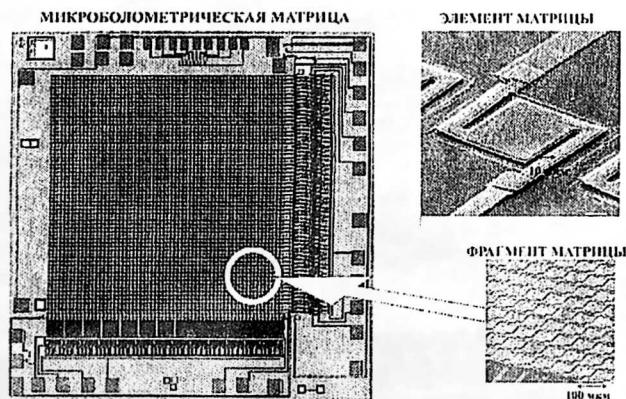 МИКРОБОЛОМЕТРИЧЕСКАЯ МАТРИЦА
ЭЛЕМЕНТ МАТРИЦЫ
ФРАГМЕНТ МАТРИЦЫ
100 мкм